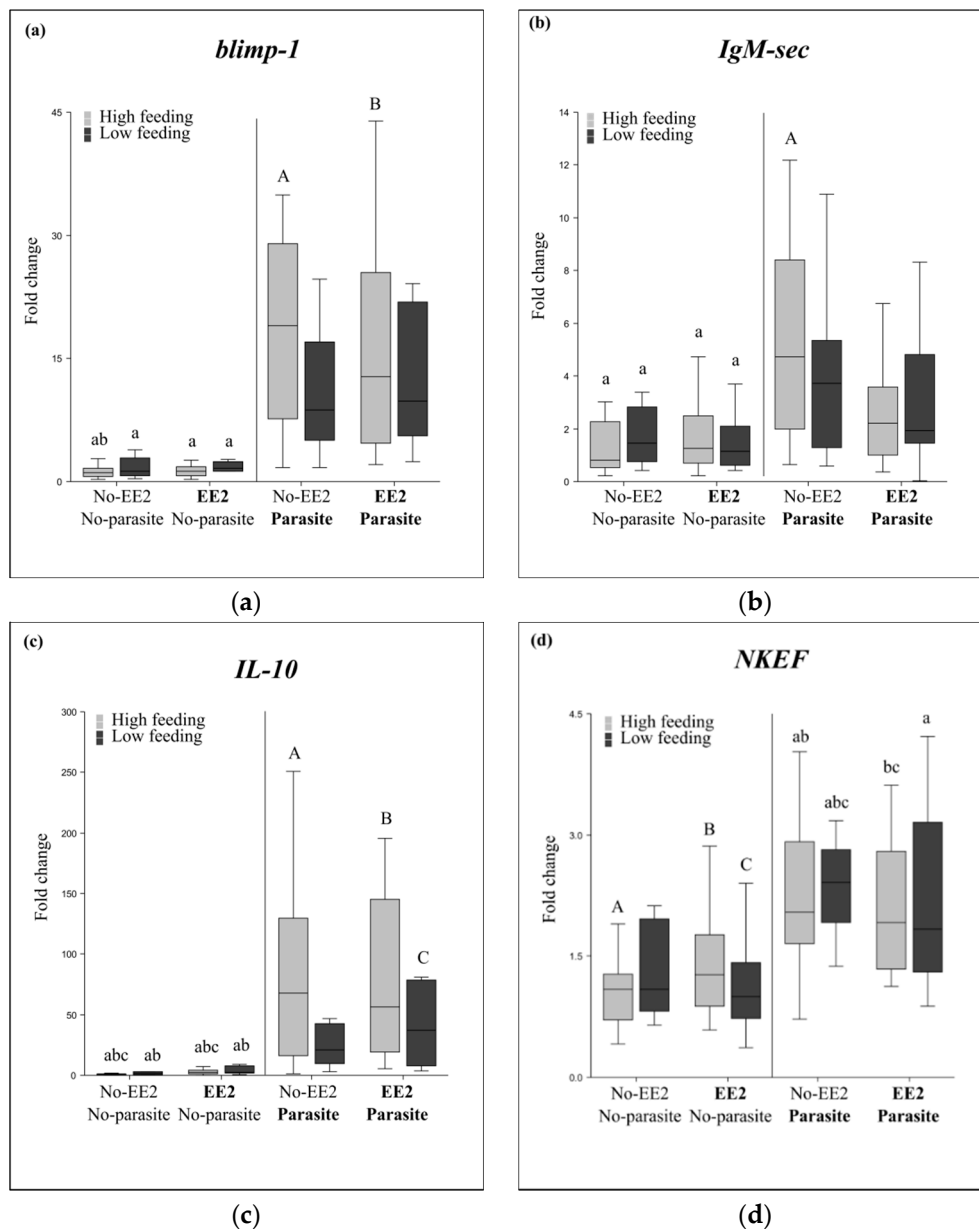 (a)
blimp-1
High feeding
Low feeding
Fold change
45
30
15
0
ab
a
a
a
A
B
No-EE2
No-parasite
EE2
No-parasite
No-EE2
Parasite
EE2
Parasite
(a)
(b)
IgM-sec
High feeding
Low feeding
Fold change
14
12
10
8
6
4
2
0
a
a
a
a
A
No-EE2
No-parasite
EE2
No-parasite
No-EE2
Parasite
EE2
Parasite
(b)
(c)
IL-10
High feeding
Low feeding
Fold change
300
250
200
150
100
50
0
abc
ab
abc
ab
A
B
C
No-EE2
No-parasite
EE2
No-parasite
No-EE2
Parasite
EE2
Parasite
(c)
(d)
NKEF
High feeding
Low feeding
Fold change
4.5
3.0
1.5
0.0
A
B
C
ab
abc
bc
a
No-EE2
No-parasite
EE2
No-parasite
No-EE2
Parasite
EE2
Parasite
(d)